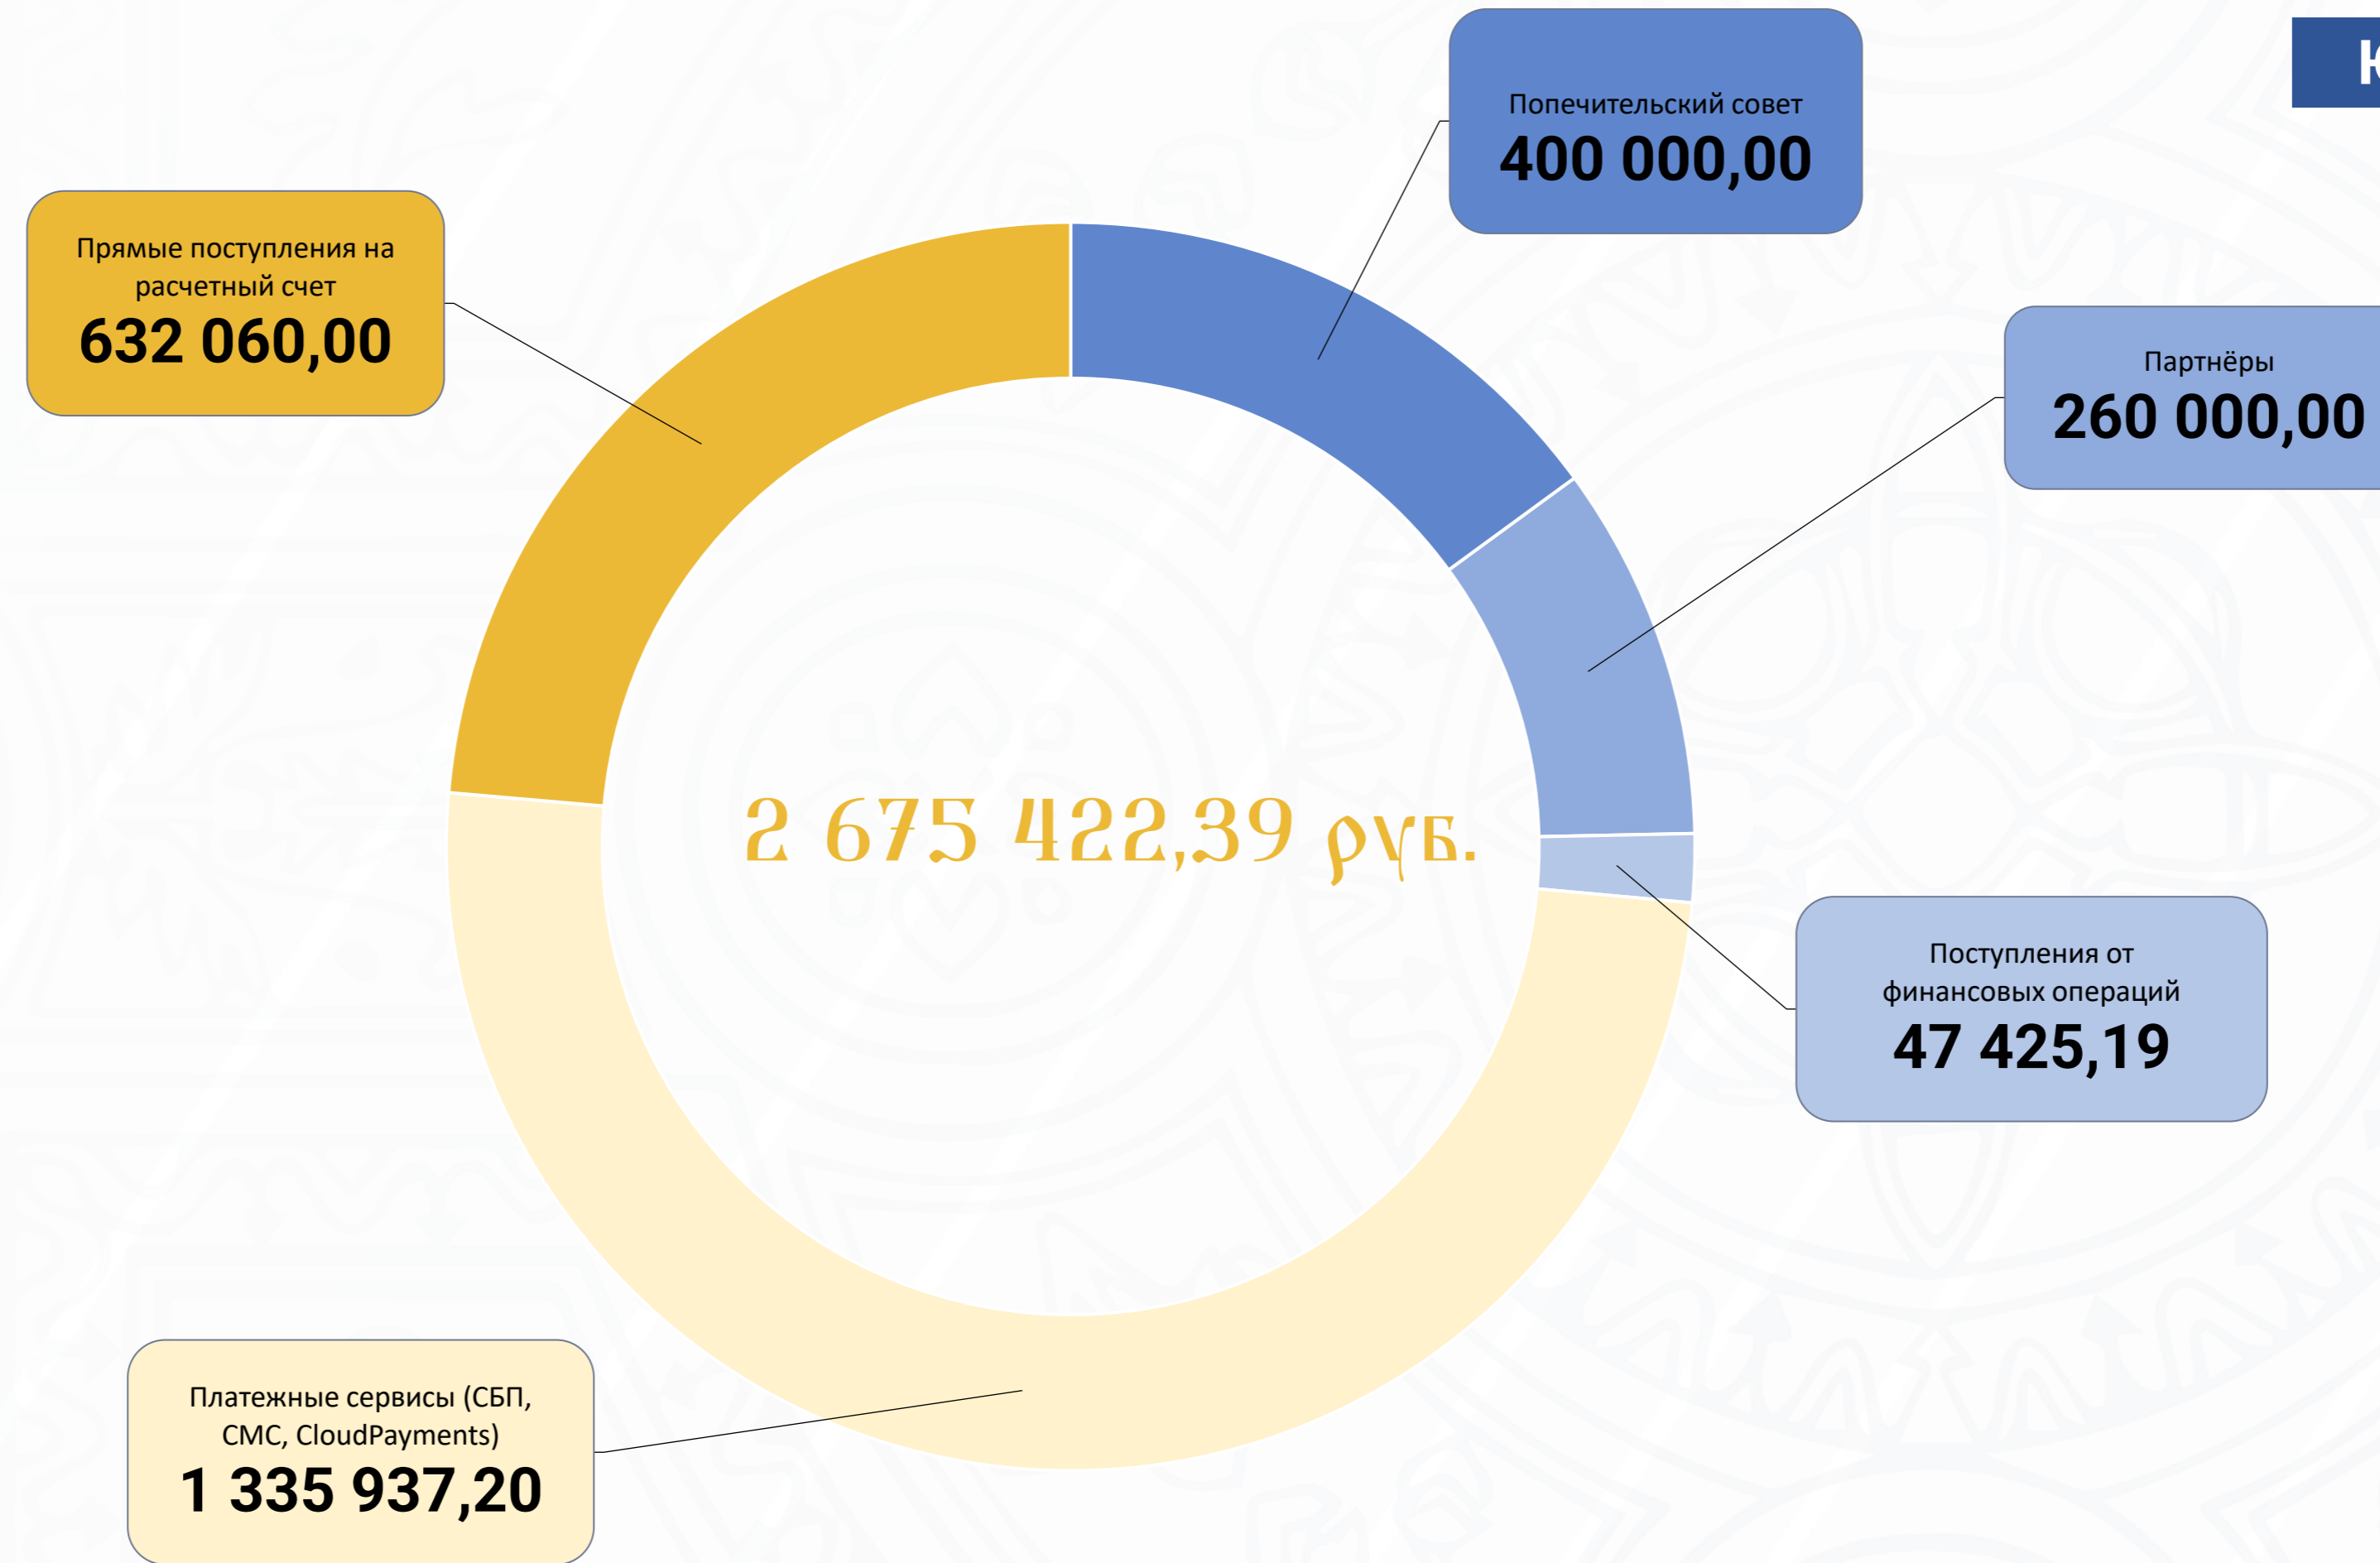 Попечительский совет
400 000,00
Прямые поступления на
расчетный счет
632 060,00
Партнёры
260 000,00
2 675 422,39 руб.
Поступления от
финансовых операций
47 425,19
Платежные сервисы (СБП,
СМС, CloudPayments)
1 335 937,20